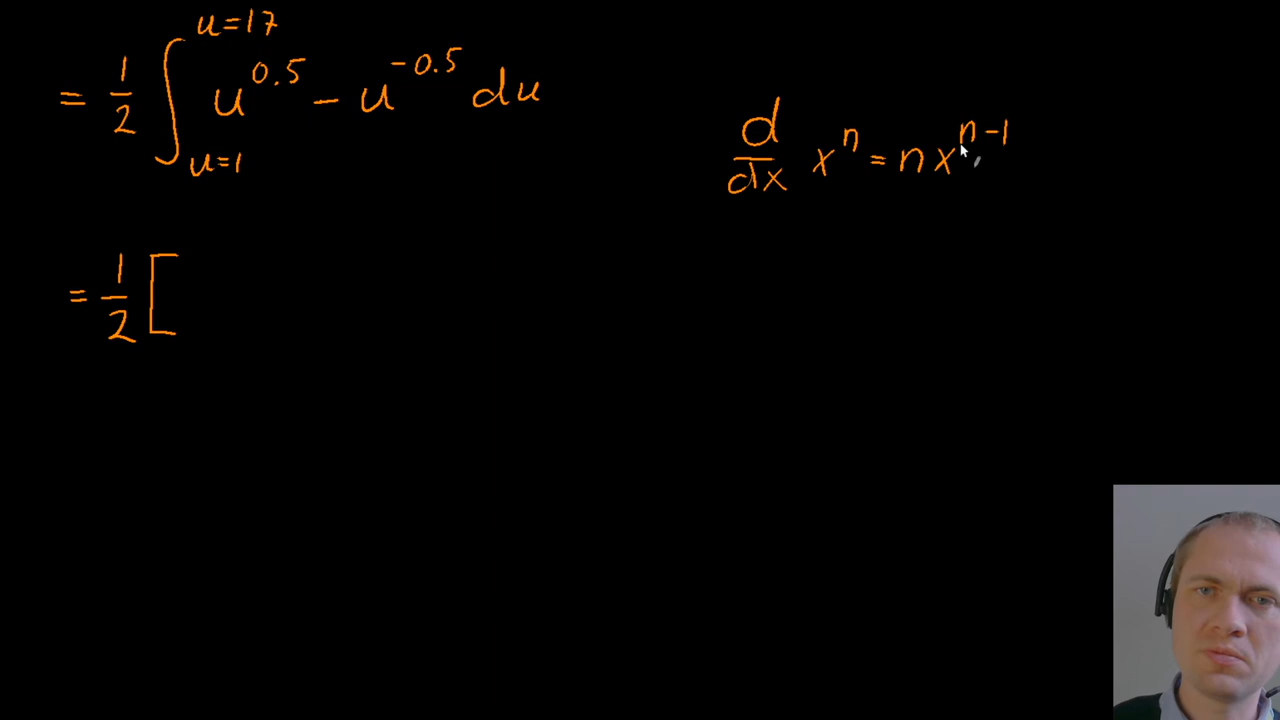 = 1/2 ∫_{u=1}^{u=17} u^{0.5} - u^{-0.5} du
d/dx x^n = n x^{n-1}
= 1/2 [